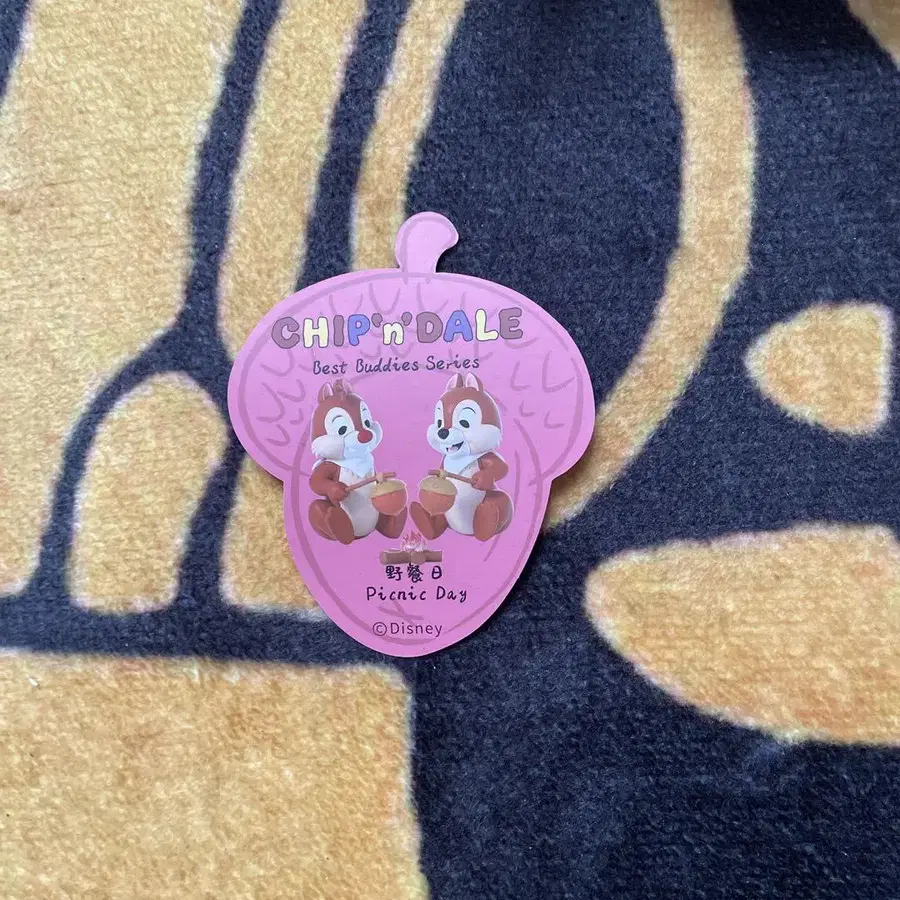 CHIP'n'DALE
Best Buddies Series
野餐日
Picnic Day
©Disney